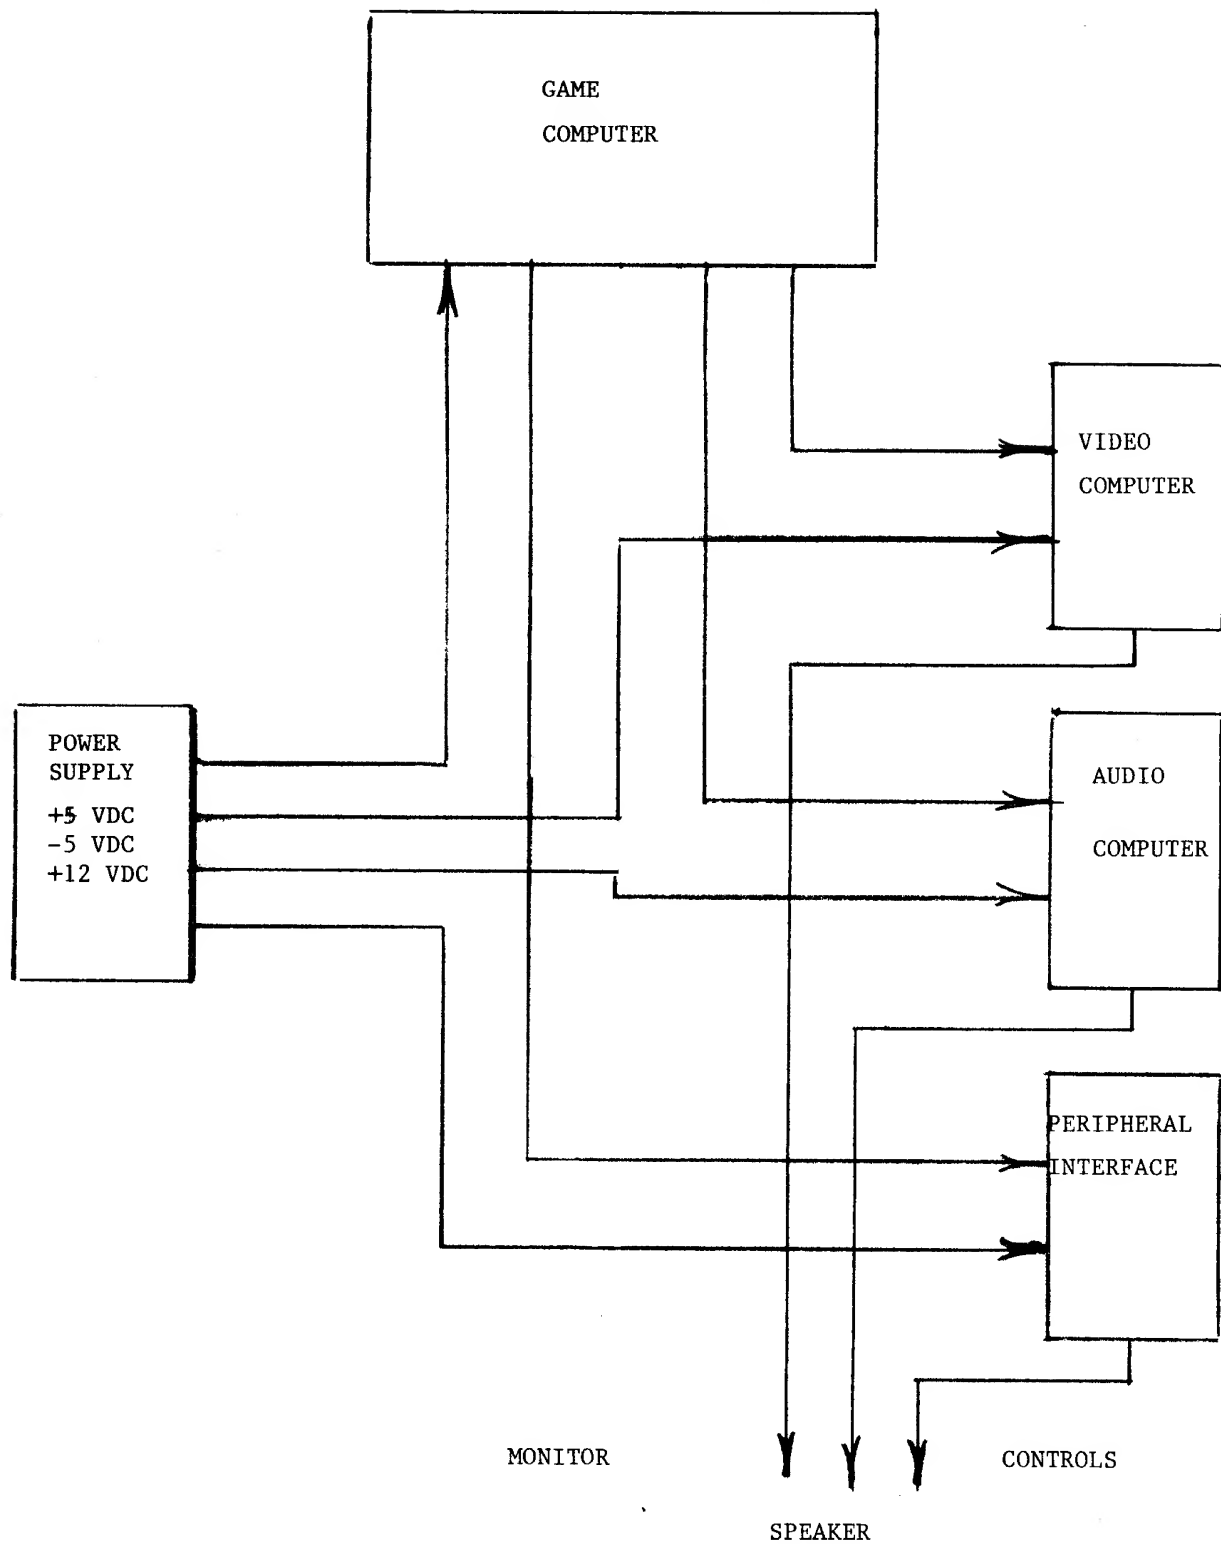 GAME
COMPUTER
VIDEO
COMPUTER
POWER
SUPPLY
+5 VDC
-5 VDC
+12 VDC
AUDIO
COMPUTER
PERIPHERAL
INTERFACE
MONITOR
CONTROLS
SPEAKER